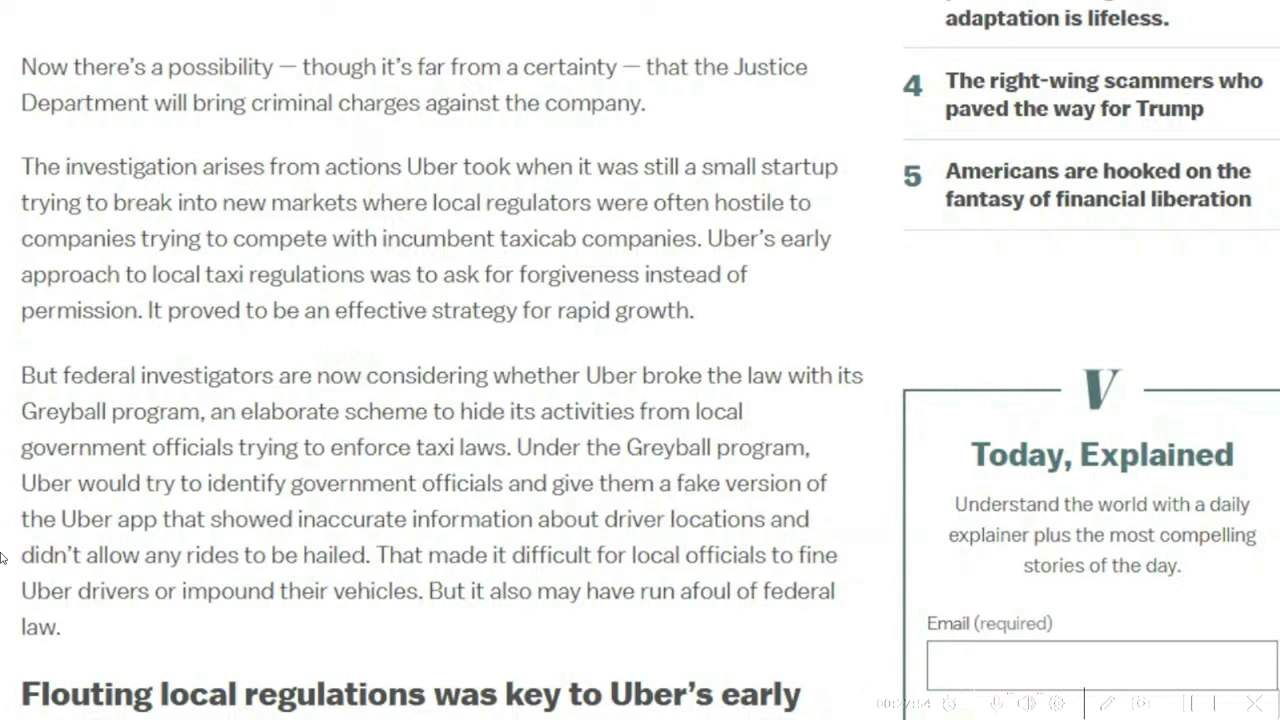 Now there's a possibility — though it's far from a certainty — that the Justice
Department will bring criminal charges against the company.
The investigation arises from actions Uber took when it was still a small startup
trying to break into new markets where local regulators were often hostile to
companies trying to compete with incumbent taxicab companies. Uber's early
approach to local taxi regulations was to ask for forgiveness instead of
permission. It proved to be an effective strategy for rapid growth.
But federal investigators are now considering whether Uber broke the law with its
Greyball program, an elaborate scheme to hide its activities from local
government officials trying to enforce taxi laws. Under the Greyball program,
Uber would try to identify government officials and give them a fake version of
the Uber app that showed inaccurate information about driver locations and
didn't allow any rides to be hailed. That made it difficult for local officials to fine
Uber drivers or impound their vehicles. But it also may have run afoul of federal
law.
Flouting local regulations was key to Uber's early
adaptation is lifeless.
4 The right-wing scammers who
paved the way for Trump
5 Americans are hooked on the
fantasy of financial liberation
V
Today, Explained
Understand the world with a daily
explainer plus the most compelling
stories of the day.
Email (required)